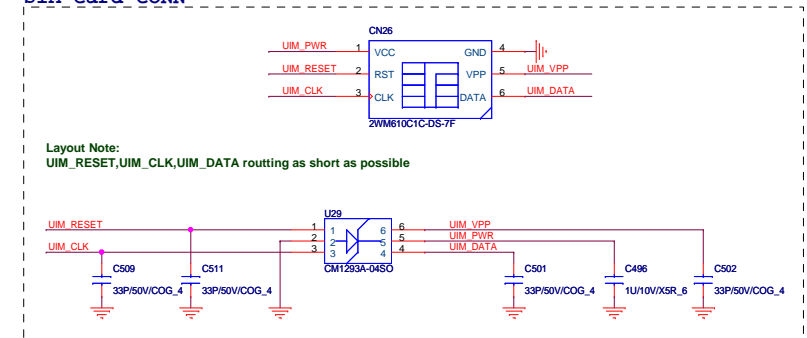 Sim Card CONN
CN26
UIM_PWR 1 VCC GND 4
UIM_RESET 2 RST VPP 5 UIM_VPP
UIM_CLK 3 CLK DATA 6 UIM_DATA
2WM610C1C-DS-7F
Layout Note:
UIM_RESET,UIM_CLK,UIM_DATA routting as short as possible
U29
UIM_RESET 1 1 6 6 UIM_VPP
2 2 5 5 UIM_PWR
UIM_CLK 3 3 4 4 UIM_DATA
CM1293A-04SO
C509 C511 C501 C496 C502
33P/50V/COG_4 33P/50V/COG_4 33P/50V/COG_4 1U/10V/X5R_6 33P/50V/COG_4